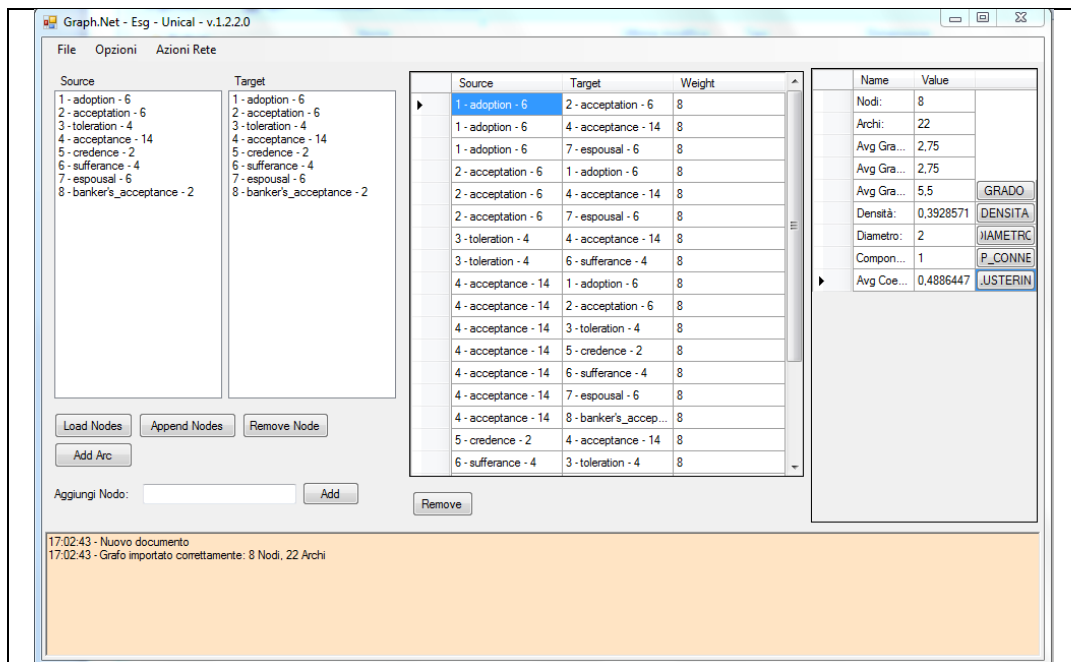 Graph.Net - Esg - Unical - v.1.2.2.0
File Opzioni Azioni Rete
Source Target
1 - adoption - 6 1 - adoption - 6
2 - acceptation - 6 2 - acceptation - 6
3 - toleration - 4 3 - toleration - 4
4 - acceptance - 14 4 - acceptance - 14
5 - credence - 2 5 - credence - 2
6 - sufferance - 4 6 - sufferance - 4
7 - espousal - 6 7 - espousal - 6
8 - banker's_acceptance - 2 8 - banker's_acceptance - 2
Load Nodes Append Nodes Remove Node
Add Arc
Aggiungi Nodo: Add
Source Target Weight
1 - adoption - 6 2 - acceptation - 6 8
1 - adoption - 6 4 - acceptance - 14 8
1 - adoption - 6 7 - espousal - 6 8
2 - acceptation - 6 1 - adoption - 6 8
2 - acceptation - 6 4 - acceptance - 14 8
2 - acceptation - 6 7 - espousal - 6 8
3 - toleration - 4 4 - acceptance - 14 8
3 - toleration - 4 6 - sufferance - 4 8
4 - acceptance - 14 1 - adoption - 6 8
4 - acceptance - 14 2 - acceptation - 6 8
4 - acceptance - 14 3 - toleration - 4 8
4 - acceptance - 14 5 - credence - 2 8
4 - acceptance - 14 6 - sufferance - 4 8
4 - acceptance - 14 7 - espousal - 6 8
4 - acceptance - 14 8 - banker's_accep... 8
5 - credence - 2 4 - acceptance - 14 8
6 - sufferance - 4 3 - toleration - 4 8
Remove
Name Value
Nodi: 8
Archi: 22
Avg Gra... 2,75
Avg Gra... 2,75
Avg Gra... 5,5 GRADO
Densità: 0,3928571 DENSITA
Diametro: 2 )IAMETRC
Compon... 1 P_CONNE
Avg Coe... 0,4886447 .USTERIN
17:02:43 - Nuovo documento
17:02:43 - Grafo importato correttamente: 8 Nodi, 22 Archi